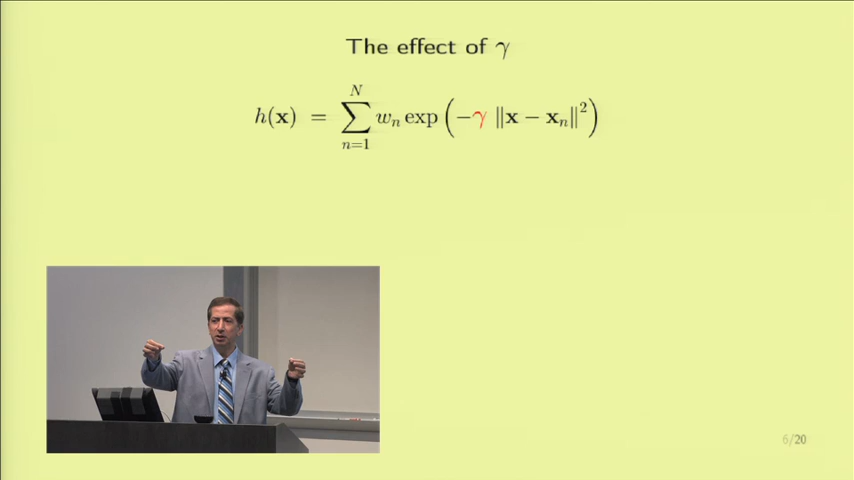 The effect of γ
h(x) = ∑_{n=1}^{N} w_n exp(−γ ‖x − x_n‖²)
6/20